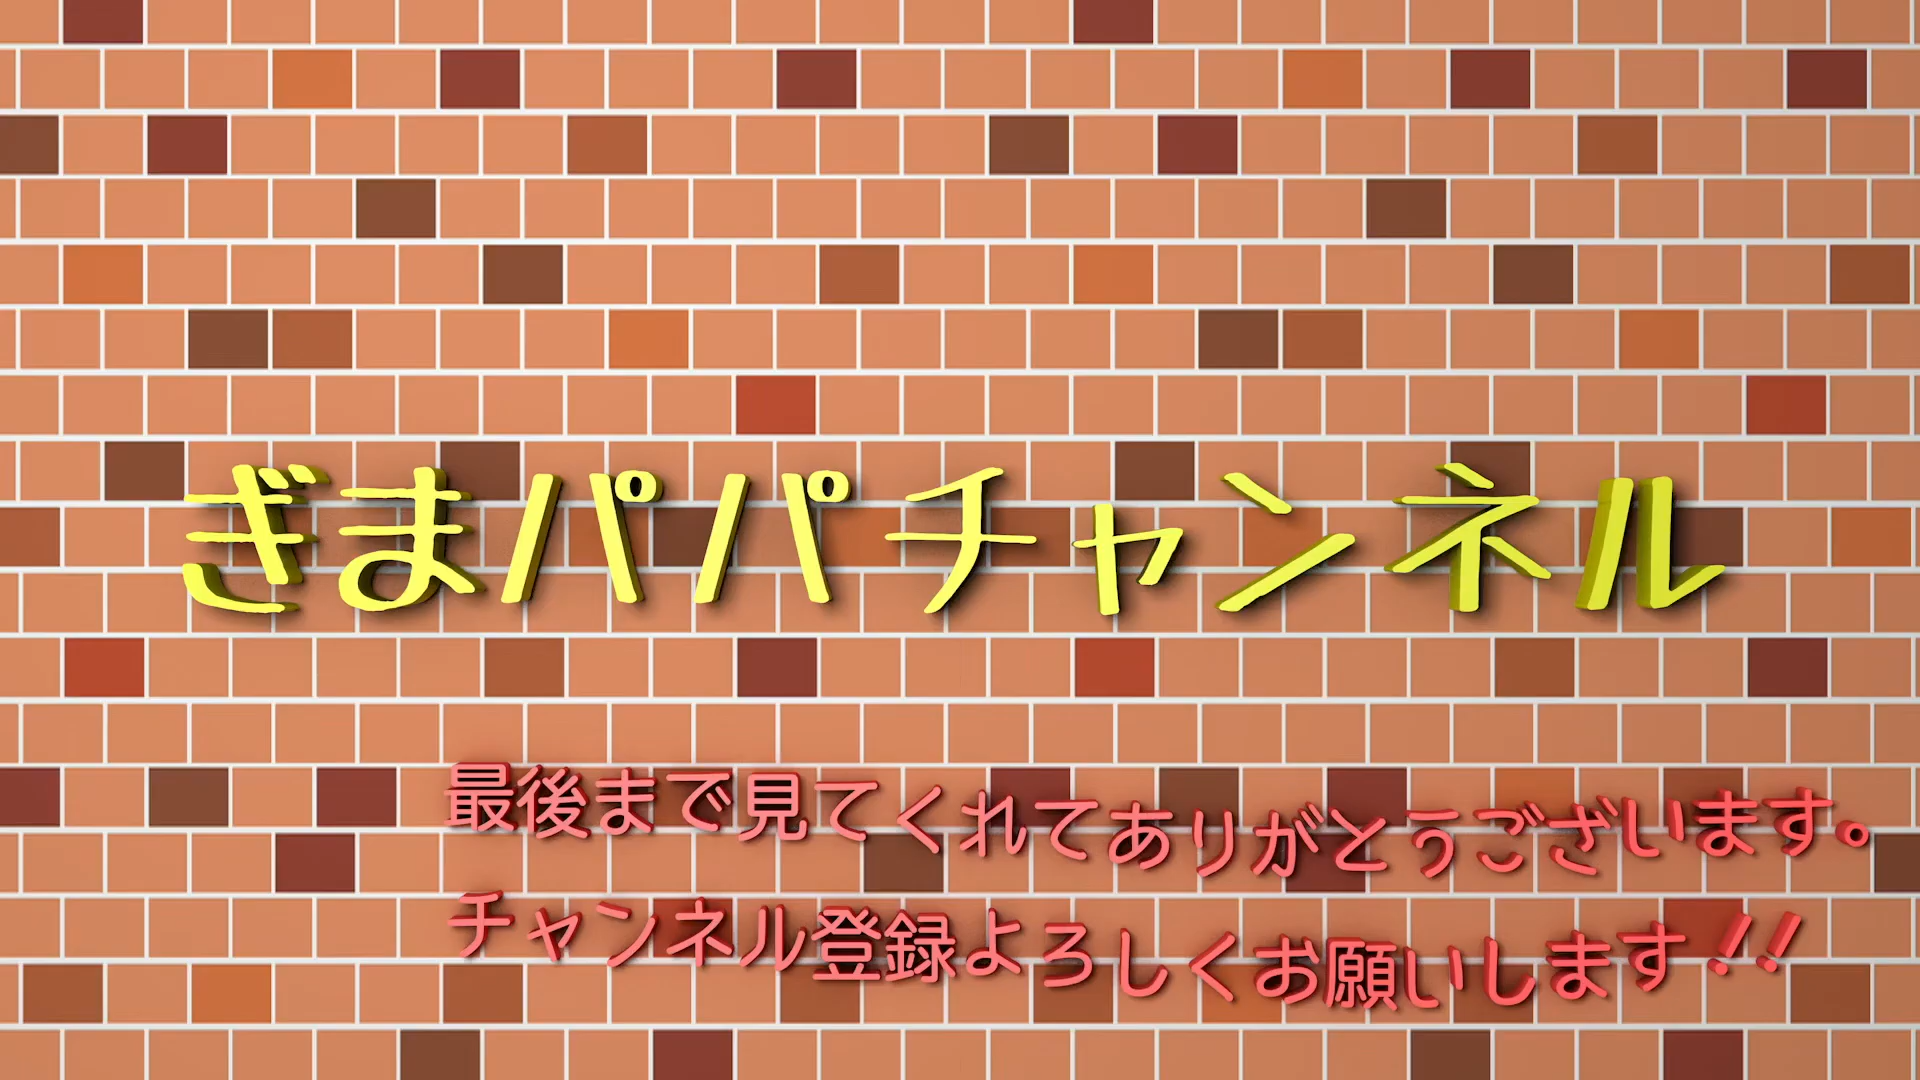 ぎまパパチャンネル
最後まで見てくれてありがとうございます。
チャンネル登録よろしくお願いします!!